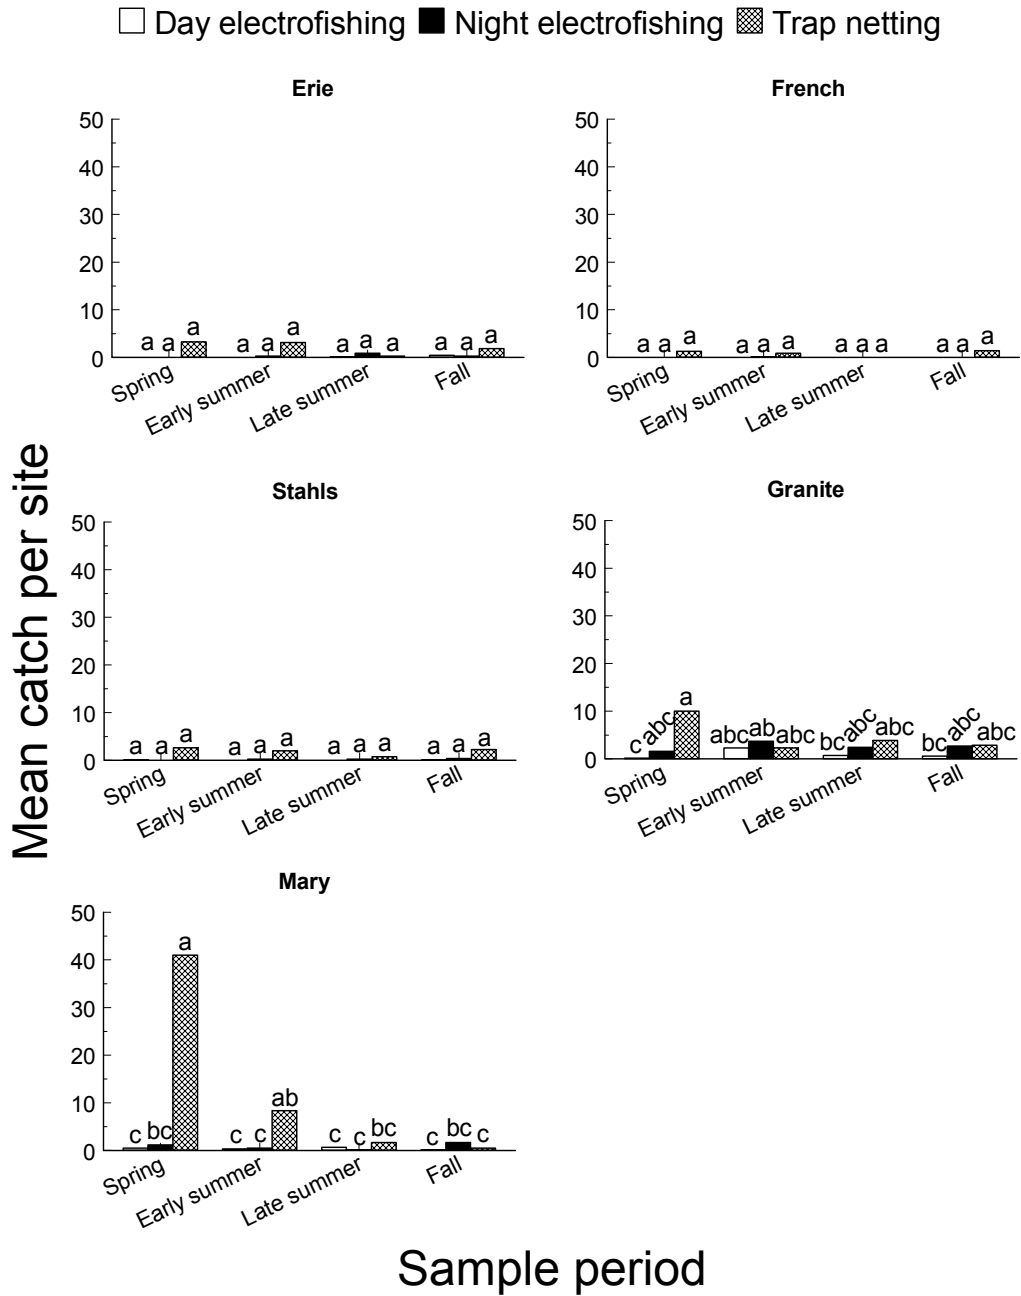 Day electrofishing Night electrofishing Trap netting
Mean catch per site
Erie
50
40
30
20
10
0
a a a a a a a a a a a a
Spring Early summer Late summer Fall
French
50
40
30
20
10
0
a a a a a a a a a a a a
Spring Early summer Late summer Fall
Stahls
50
40
30
20
10
0
a a a a a a a a a a a a
Spring Early summer Late summer Fall
Granite
50
40
30
20
10
0
c abc a abc ab abc bc abc abc bc abc abc
Spring Early summer Late summer Fall
Mary
50
40
30
20
10
0
c bc a c c ab c c bc c bc c
Spring Early summer Late summer Fall
Sample period